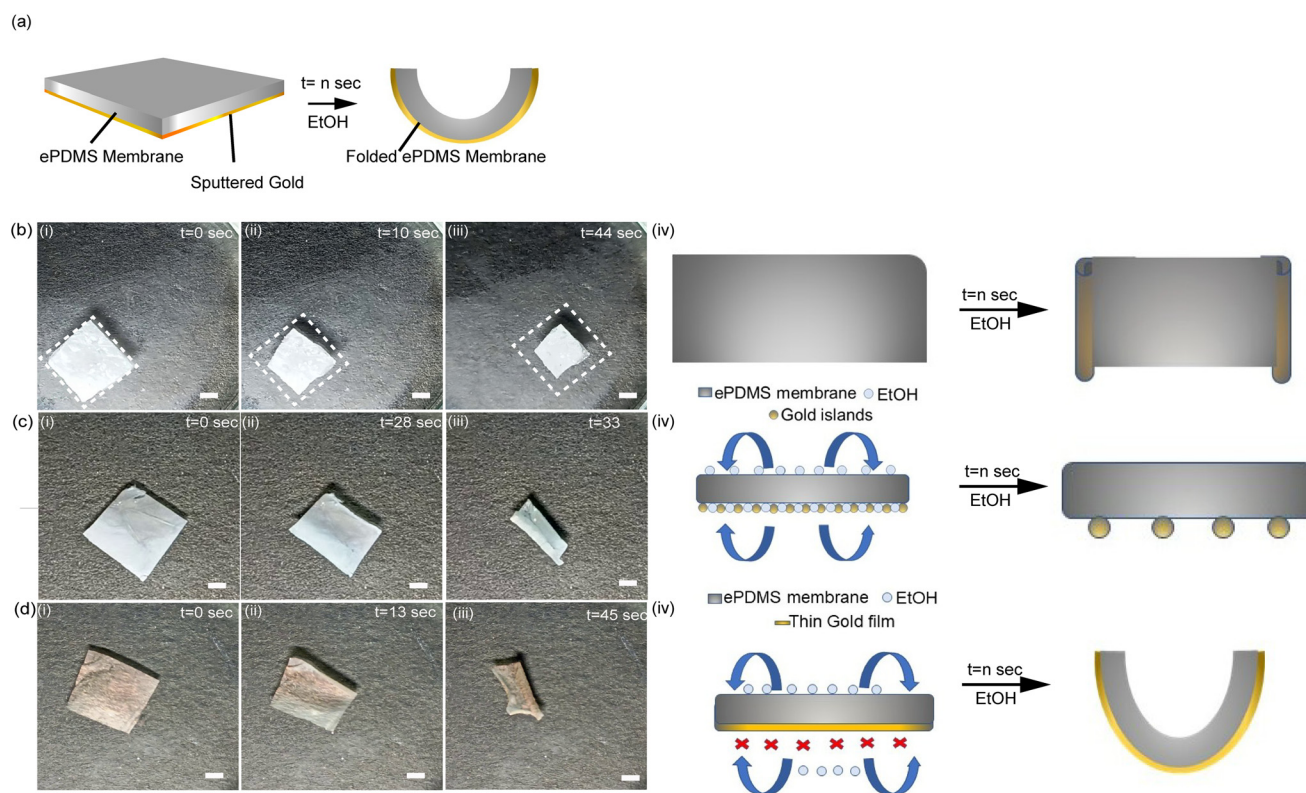 (a)
t= n sec
EtOH
ePDMS Membrane
Sputtered Gold
Folded ePDMS Membrane
(b)
(i)
t=0 sec
(ii)
t=10 sec
(iii)
t=44 sec
(iv)
t=n sec
EtOH
ePDMS membrane
EtOH
Gold islands
(c)
(i)
t=0 sec
(ii)
t=28 sec
(iii)
t=33
(iv)
t=n sec
EtOH
ePDMS membrane
EtOH
Thin Gold film
(d)
(i)
t=0 sec
(ii)
t=13 sec
(iii)
t=45 sec
(iv)
t=n sec
EtOH